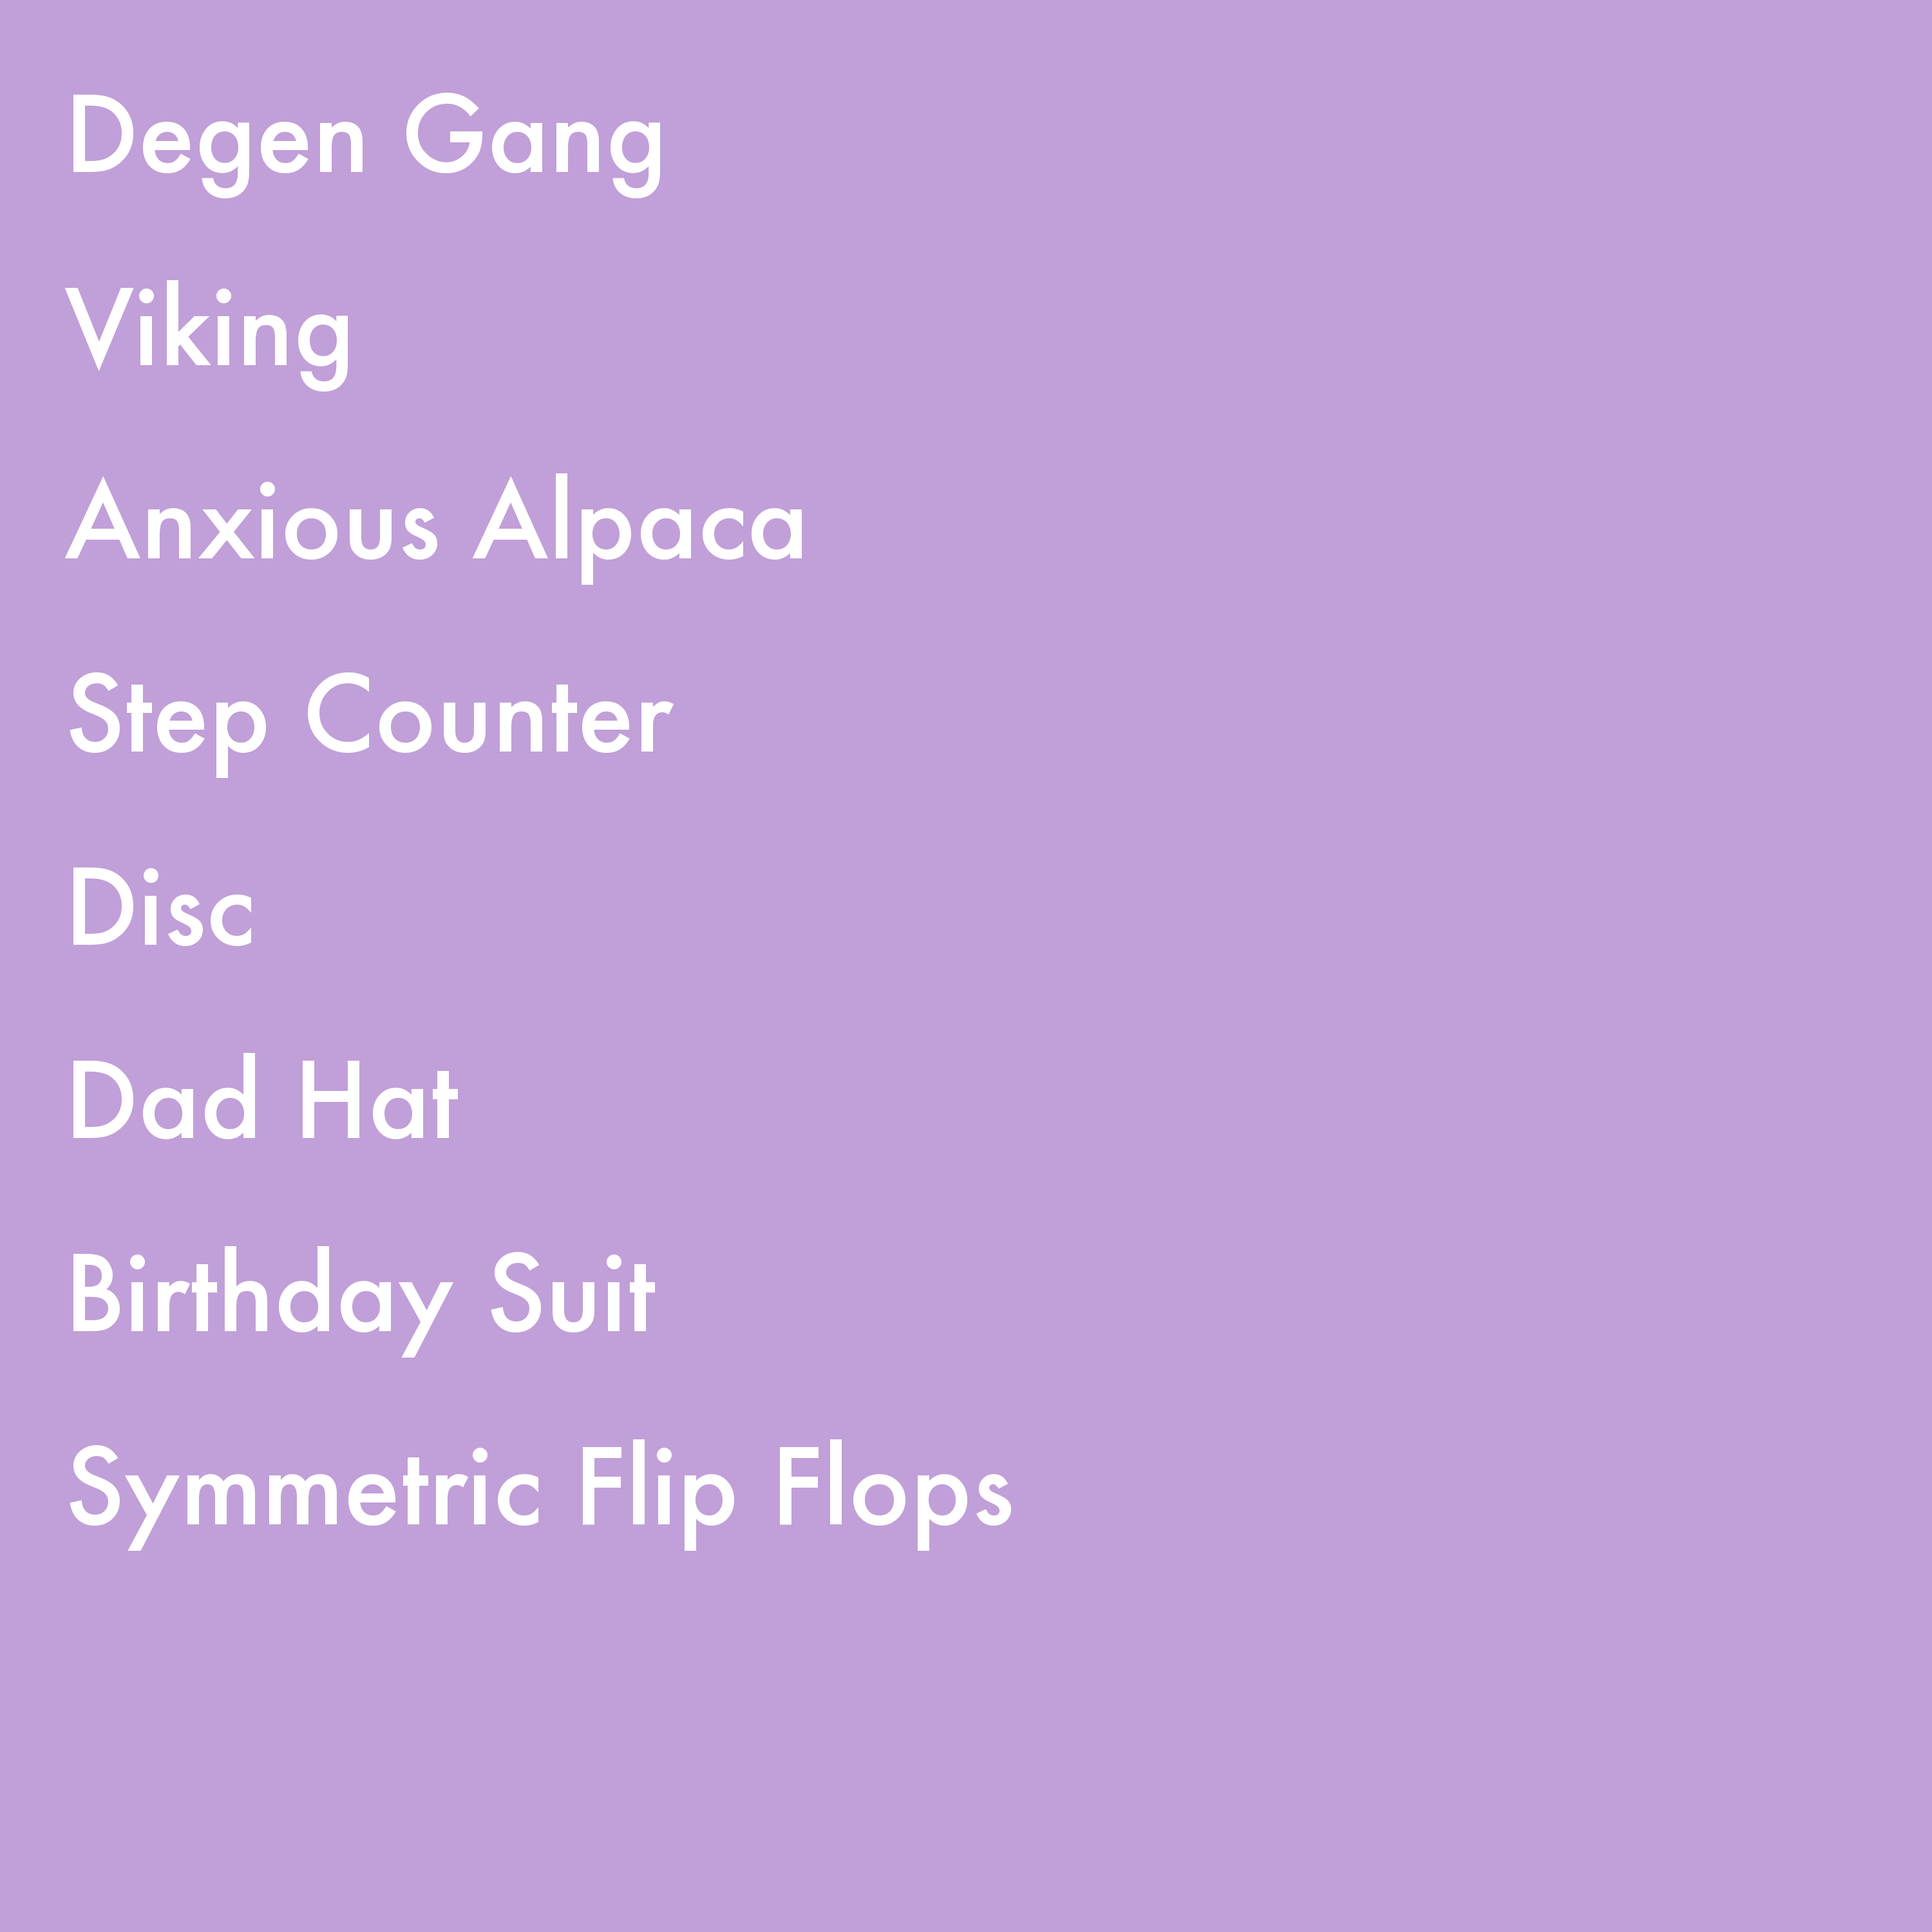 Degen Gang
Viking
Anxious Alpaca
Step Counter
Disc
Dad Hat
Birthday Suit
Symmetric Flip Flops